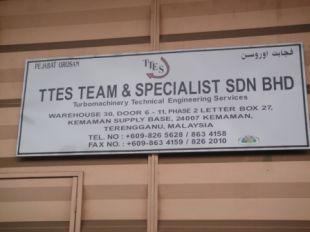 PEJABAT URUSAN
TTES
فجابت اوروسن
TTES TEAM & SPECIALIST SDN BHD
Turbomachinery Technical Engineering Services
WAREHOUSE 30, DOOR 6 - 11, PHASE 2 LETTER BOX 27,
KEMAMAN SUPPLY BASE, 24007 KEMAMAN,
TERENGGANU, MALAYSIA
TEL. NO : +609-826 5628 / 863 4158
FAX NO. : +609-863 4159 / 826 2010